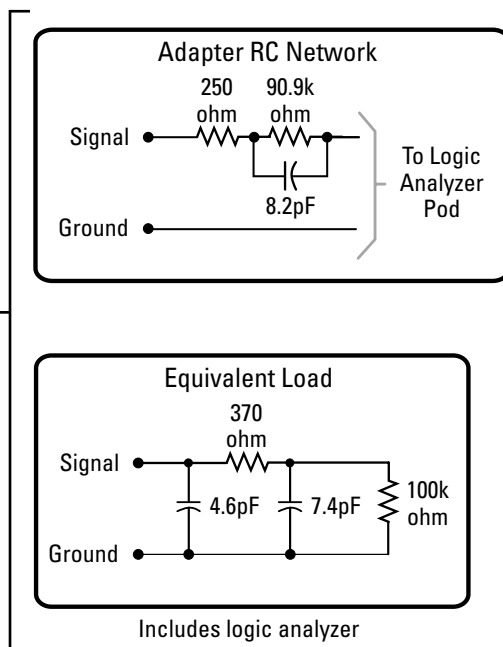 Adapter RC Network
250 ohm
90.9k ohm
Signal
8.2pF
Ground
To Logic
Analyzer
Pod
Equivalent Load
370
ohm
Signal
4.6pF
7.4pF
100k
ohm
Ground
Includes logic analyzer